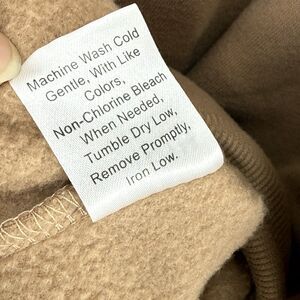 Machine Wash Cold
Gentle, With Like
Colors,
Non-Chlorine Bleach
When Needed,
Tumble Dry Low,
Remove Promptly,
Iron Low.